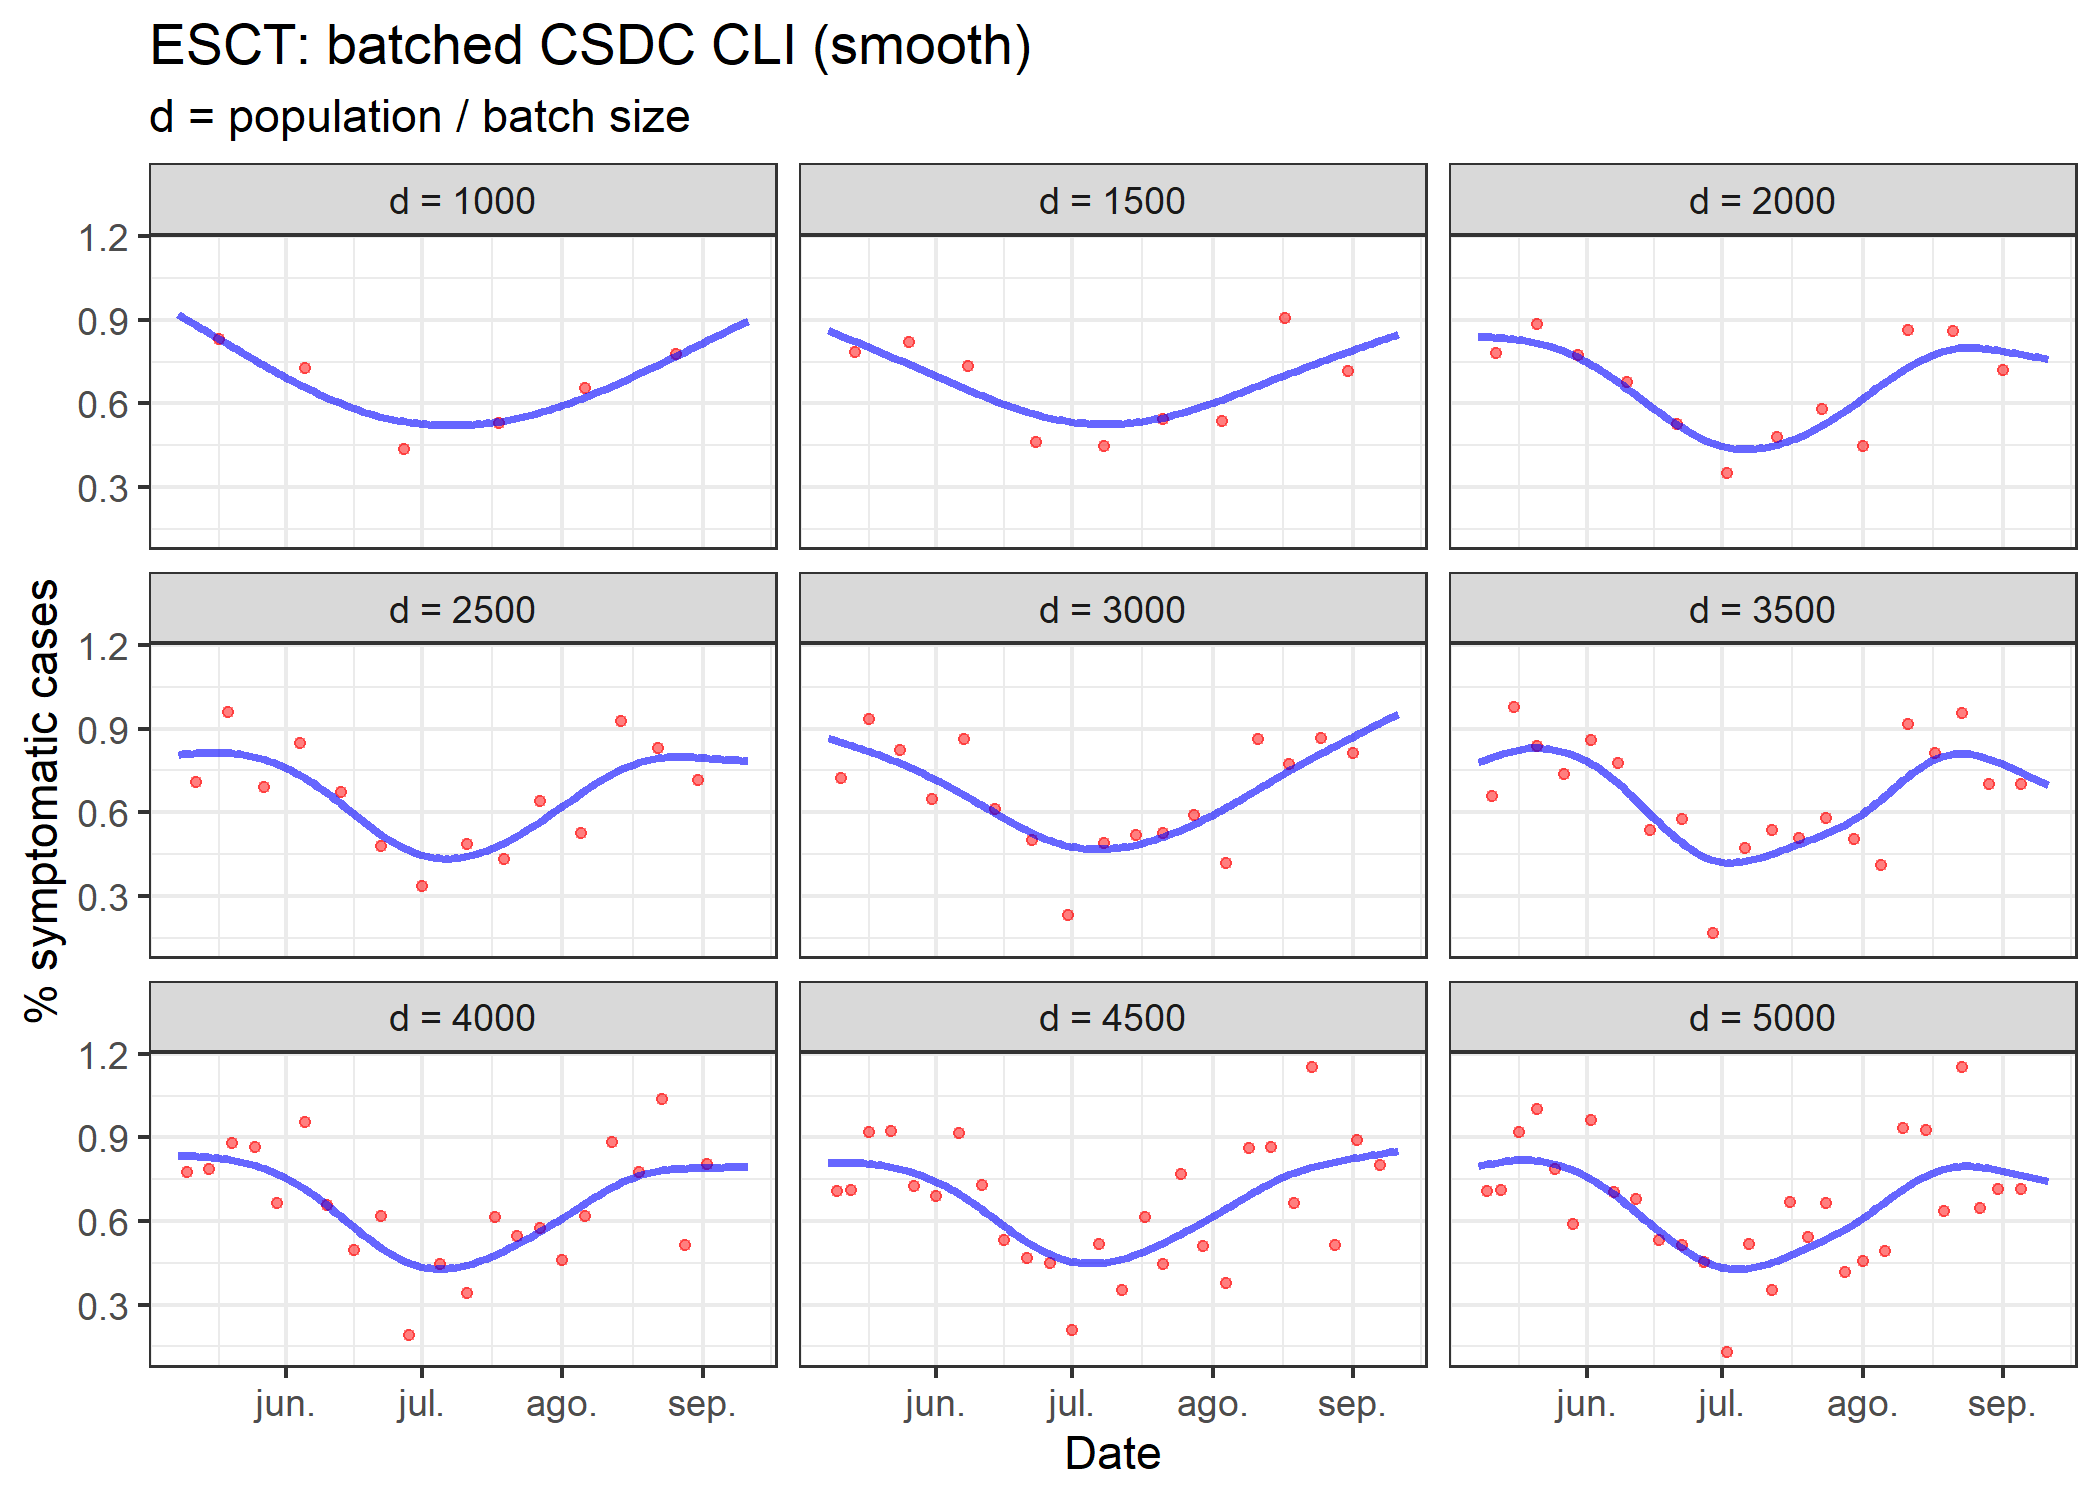 ESCT: batched CSDC CLI (smooth)
d = population / batch size
d = 1000
d = 1500
d = 2000
1.2
0.9
0.6
0.3
d = 2500
d = 3000
d = 3500
1.2
0.9
0.6
0.3
d = 4000
d = 4500
d = 5000
1.2
0.9
0.6
0.3
% symptomatic cases
jun. jul. ago. sep.
jun. jul. ago. sep.
jun. jul. ago. sep.
Date